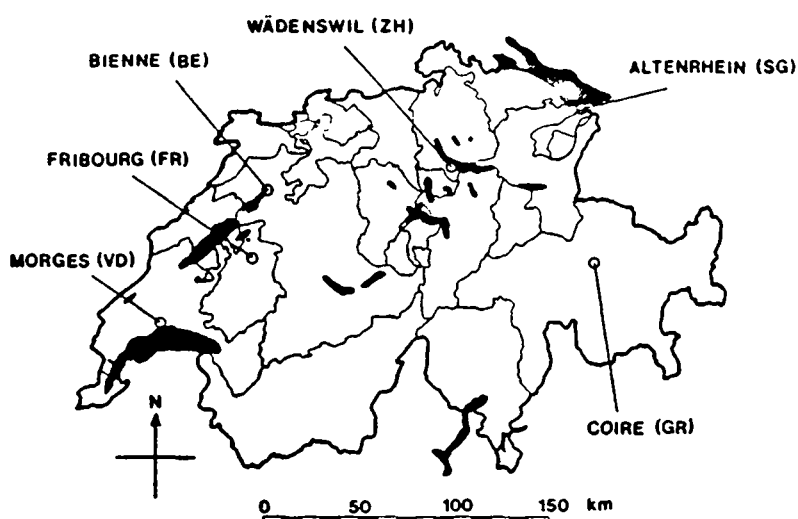 WÄDENSWIL (ZH)
BIENNE (BE)
ALTENRHEIN (SG)
FRIBOURG (FR)
MORGES (VD)
N
COIRE (GR)
0 50 100 150 km